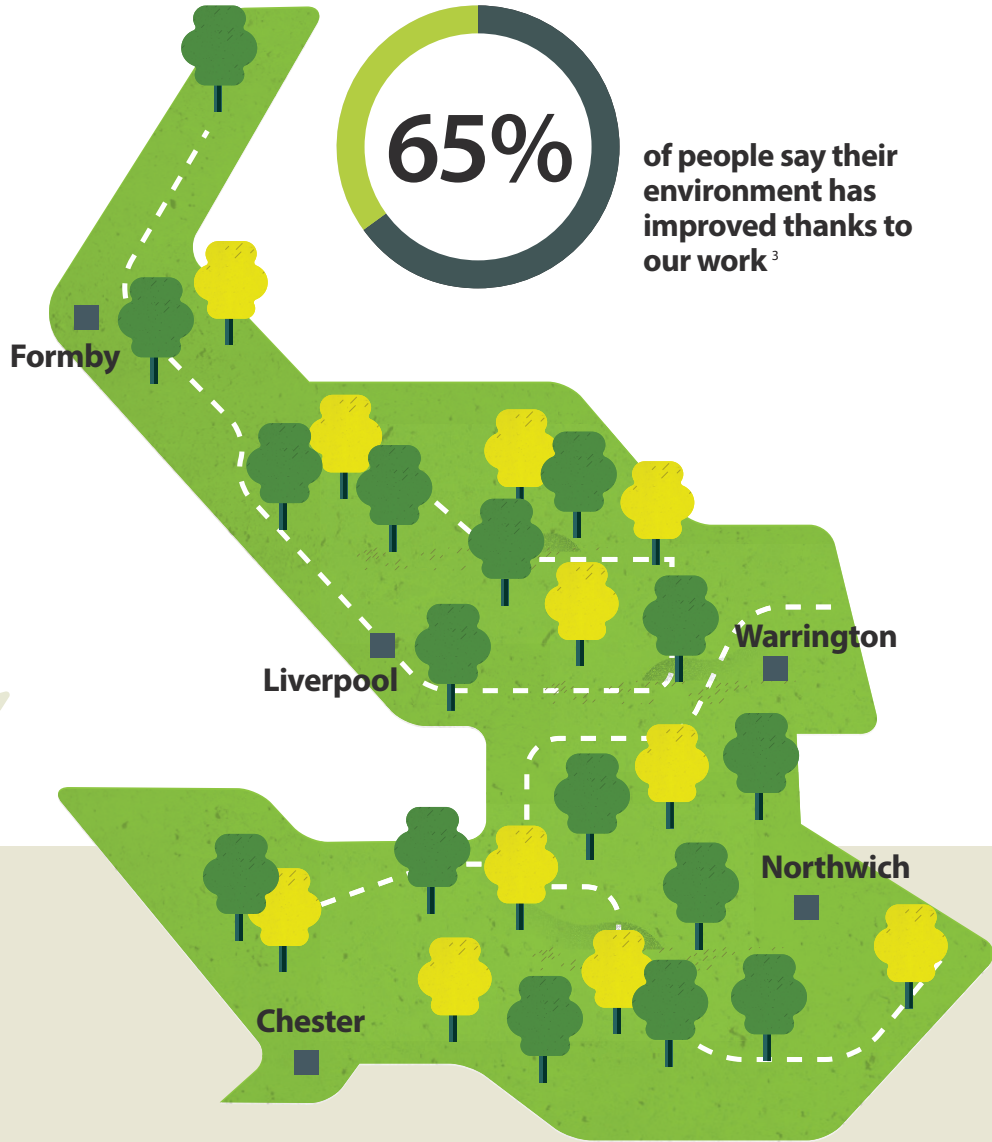 65%
of people say their
environment has
improved thanks to
our work 3
Formby
Warrington
Liverpool
Northwich
Chester